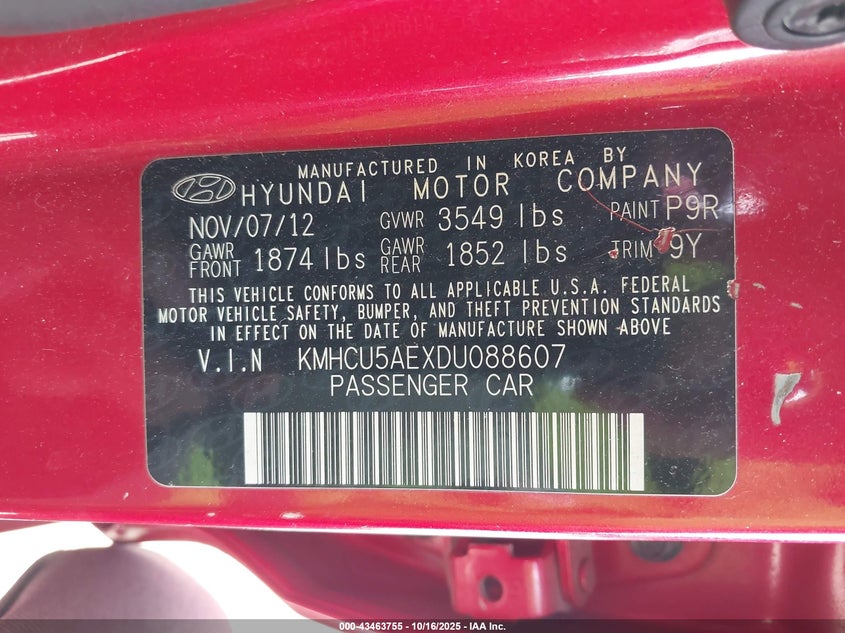 MANUFACTURED IN KOREA BY
HYUNDAI MOTOR COMPANY
NOV/07/12 GVWR 3549 lbs PAINT P9R
GAWR FRONT 1874 lbs GAWR REAR 1852 lbs TRIM 9Y
THIS VEHICLE CONFORMS TO ALL APPLICABLE U.S.A. FEDERAL
MOTOR VEHICLE SAFETY, BUMPER, AND THEFT PREVENTION STANDARDS
IN EFFECT ON THE DATE OF MANUFACTURE SHOWN ABOVE
V.I.N KMHCU5AEXDU088607
PASSENGER CAR
000-43463755 - 10/16/2025 - IAA Inc.